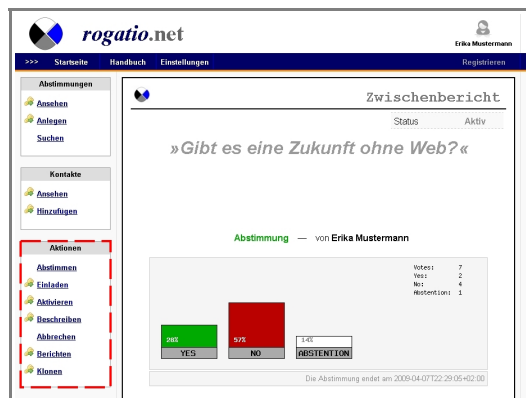 rogatio.net
Erika Mustermann
>>> Startseite Handbuch Einstellungen Registrieren
Abstimmungen
Ansehen
Anlegen
Suchen
Kontakte
Ansehen
Hinzufügen
Aktionen
Abstimmen
Einladen
Aktivieren
Beschreiben
Abbrechen
Berichten
Klonen
Zwischenbericht
Status Aktiv
»Gibt es eine Zukunft ohne Web?«
Abstimmung — von Erika Mustermann
Votes: 7
Yes: 2
No: 4
Abstention: 1
28% 57% 14%
YES NO ABSTENTION
Die Abstimmung endet am 2009-04-07T22:29:05+02:00